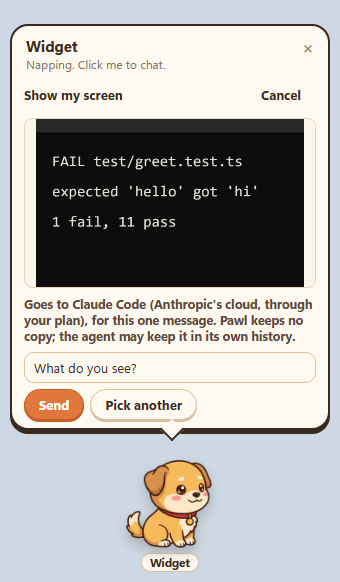 Widget
Napping. Click me to chat.
×
Show my screen
Cancel
FAIL test/greet.test.ts
expected 'hello' got 'hi'
1 fail, 11 pass
Goes to Claude Code (Anthropic's cloud, through
your plan), for this one message. Pawl keeps no
copy; the agent may keep it in its own history.
What do you see?
Send
Pick another
Widget